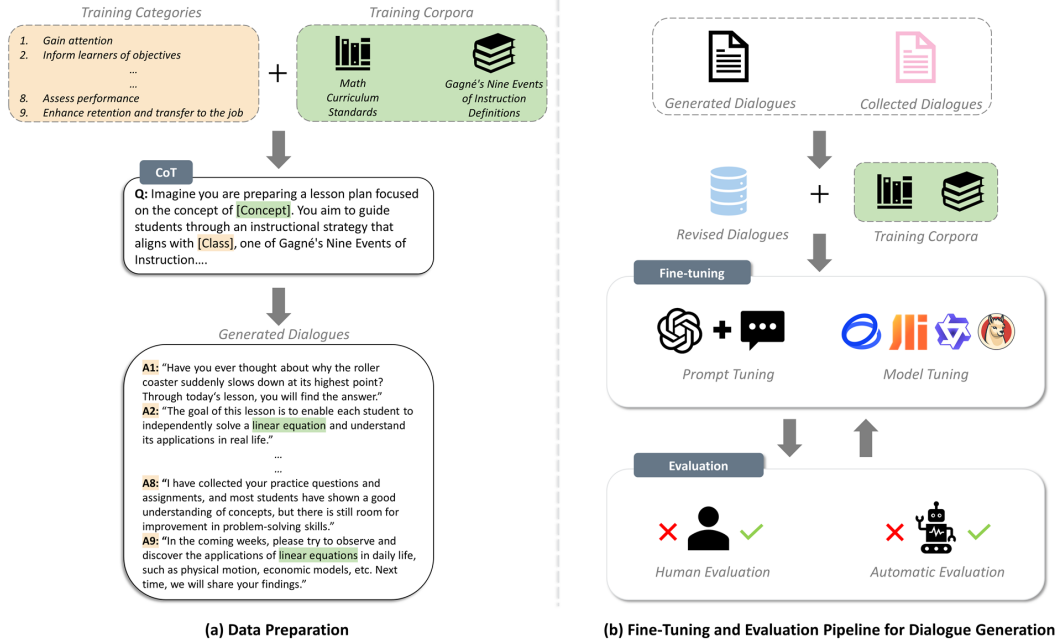 Training Categories
1. Gain attention
2. Inform learners of objectives
...
...
8. Assess performance
9. Enhance retention and transfer to the job
+
Training Corpora
Math
Curriculum
Standards
Gagné's Nine Events
of Instruction
Definitions
CoT
Q: Imagine you are preparing a lesson plan focused
on the concept of [Concept]. You aim to guide
students through an instructional strategy that
aligns with [Class], one of Gagné's Nine Events of
Instruction....
Generated Dialogues
A1: “Have you ever thought about why the roller
coaster suddenly slows down at its highest point?
Through today's lesson, you will find the answer.”
A2: “The goal of this lesson is to enable each student to
independently solve a linear equation and understand
its applications in real life.”
...
...
A8: “I have collected your practice questions and
assignments, and most students have shown a good
understanding of concepts, but there is still room for
improvement in problem-solving skills.”
A9: “In the coming weeks, please try to observe and
discover the applications of linear equations in daily life,
such as physical motion, economic models, etc. Next
time, we will share your findings.”
(a) Data Preparation
Generated Dialogues
Collected Dialogues
Revised Dialogues
+
Training Corpora
Fine-tuning
+
Prompt Tuning
Model Tuning
Evaluation
Human Evaluation
Automatic Evaluation
(b) Fine-Tuning and Evaluation Pipeline for Dialogue Generation